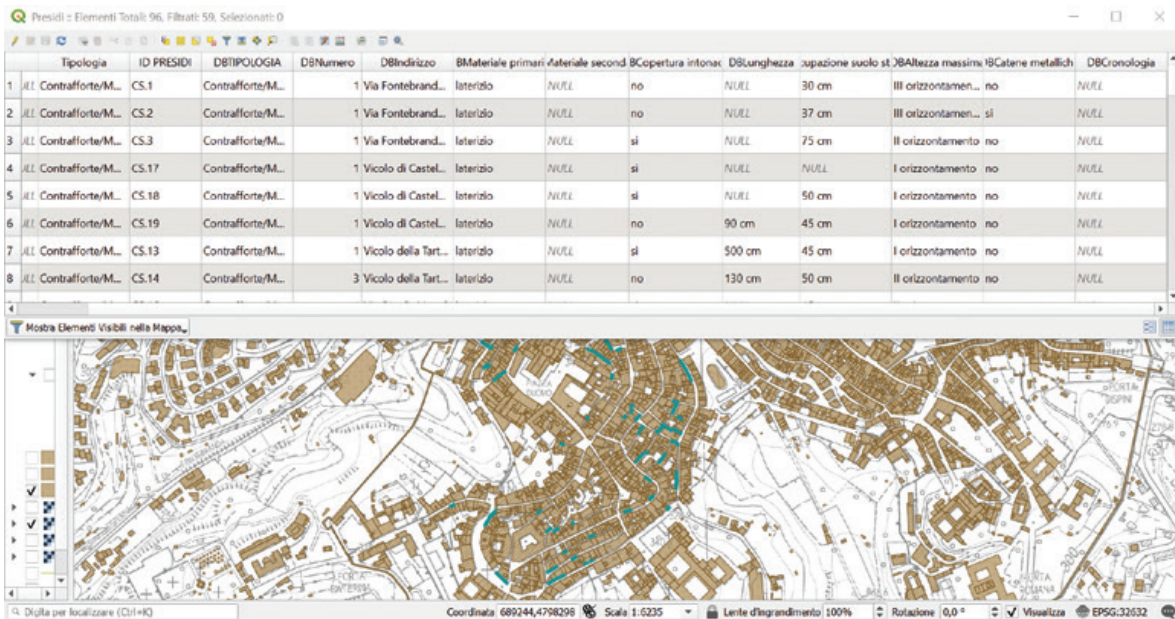 Presidi :: Elementi Totali: 96, Filtrati: 59, Selezionati: 0
Tipologia ID PRESIDI DBTIPOLOGIA DBNumero DBIndirizzo BMateriale primari Materiale second BCopertura intonac DBLunghezza cupazione suolo st DBAltezza massim DBCatene metallich DBCronologia
1 Contrafforte/M... CS.1 Contrafforte/M... 1 Via Fontebrand... laterizio NULL no NULL 30 cm III orizzontamen... no NULL
2 Contrafforte/M... CS.2 Contrafforte/M... 1 Via Fontebrand... laterizio NULL no NULL 37 cm III orizzontamen... si NULL
3 Contrafforte/M... CS.3 Contrafforte/M... 1 Via Fontebrand... laterizio NULL si NULL 75 cm II orizzontamento no NULL
4 Contrafforte/M... CS.17 Contrafforte/M... 1 Vicolo di Castel... laterizio NULL si NULL NULL I orizzontamento no NULL
5 Contrafforte/M... CS.18 Contrafforte/M... 1 Vicolo di Castel... laterizio NULL si NULL 50 cm I orizzontamento no NULL
6 Contrafforte/M... CS.19 Contrafforte/M... 1 Vicolo di Castel... laterizio NULL no 90 cm 45 cm I orizzontamento no NULL
7 Contrafforte/M... CS.13 Contrafforte/M... 1 Vicolo della Tart... laterizio NULL si 500 cm 45 cm I orizzontamento no NULL
8 Contrafforte/M... CS.14 Contrafforte/M... 3 Vicolo della Tart... laterizio NULL no 130 cm 50 cm II orizzontamento no NULL
Mostra Elementi Visibili nella Mappa
PORTA
Digita per localizzare (Ctrl+K) Coordinata 689244,4798298 Scala 1:6235 Lente d'ingrandimento 100% Rotazione 0,0 ° Visualizza EPSG:32632